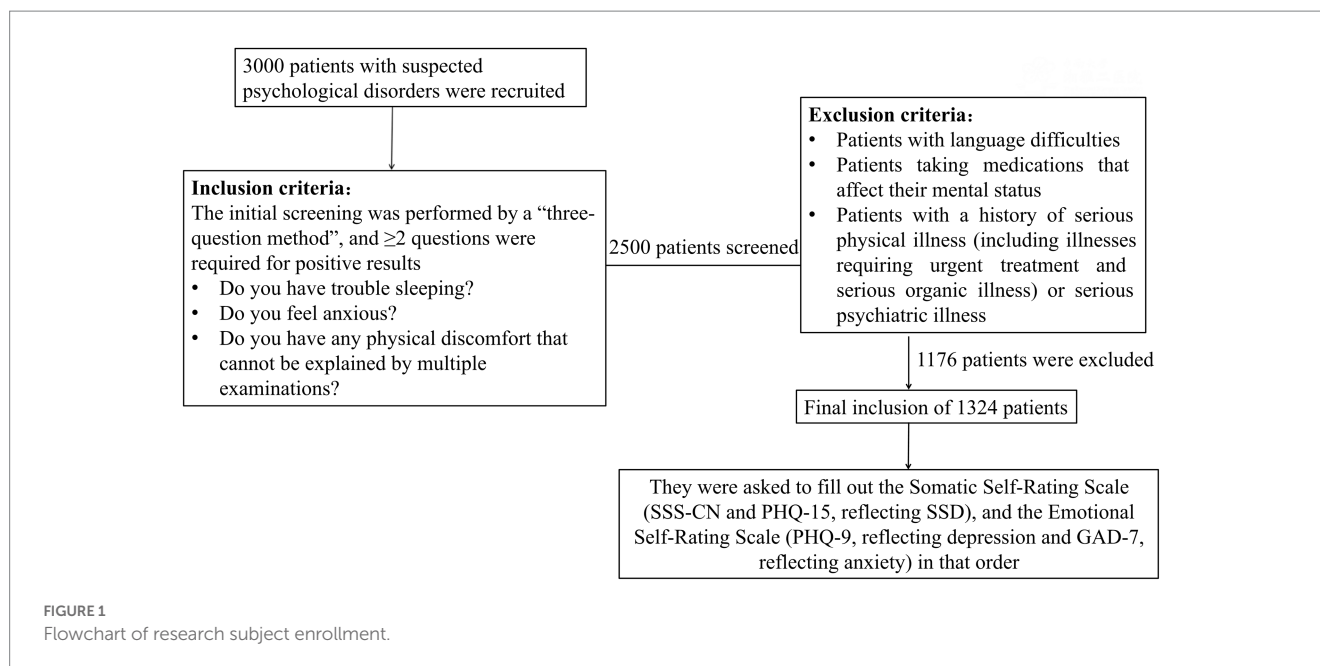 3000 patients with suspected
psychological disorders were recruited
Inclusion criteria：
The initial screening was performed by a “three-
question method”, and ≥2 questions were
required for positive results
• Do you have trouble sleeping?
• Do you feel anxious?
• Do you have any physical discomfort that
cannot be explained by multiple
examinations?
2500 patients screened
Exclusion criteria：
• Patients with language difficulties
• Patients taking medications that
affect their mental status
• Patients with a history of serious
physical illness (including illnesses
requiring urgent treatment and
serious organic illness) or serious
psychiatric illness
1176 patients were excluded
Final inclusion of 1324 patients
They were asked to fill out the Somatic Self-Rating Scale
(SSS-CN and PHQ-15, reflecting SSD), and the Emotional
Self-Rating Scale (PHQ-9, reflecting depression and GAD-7,
reflecting anxiety) in that order
FIGURE 1
Flowchart of research subject enrollment.